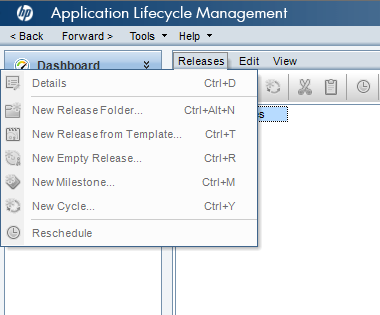 hp Application Lifecycle Management
< Back Forward > Tools Help
Dashboard
Releases Edit View
Details Ctrl+D
New Release Folder... Ctrl+Alt+N
New Release from Template... Ctrl+T
New Empty Release... Ctrl+R
New Milestone... Ctrl+M
New Cycle... Ctrl+Y
Reschedule